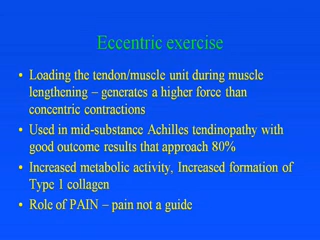 Eccentric exercise
• Loading the tendon/muscle unit during muscle
lengthening – generates a higher force than
concentric contractions
• Used in mid-substance Achilles tendinopathy with
good outcome results that approach 80%
• Increased metabolic activity, Increased formation of
Type 1 collagen
• Role of PAIN – pain not a guide